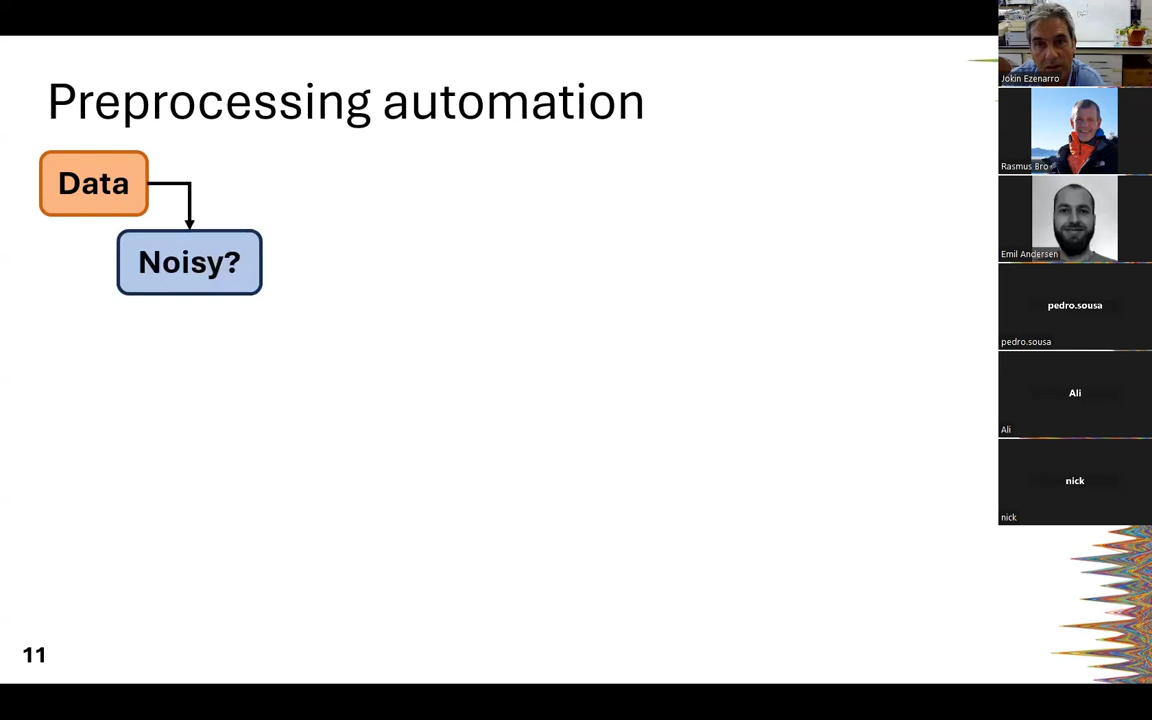 Preprocessing automation
Data
Noisy?
11
Jokin Ezenarro
Rasmus Bro
Emil Andersen
pedro.sousa
pedro.sousa
Ali
Ali
nick
nick